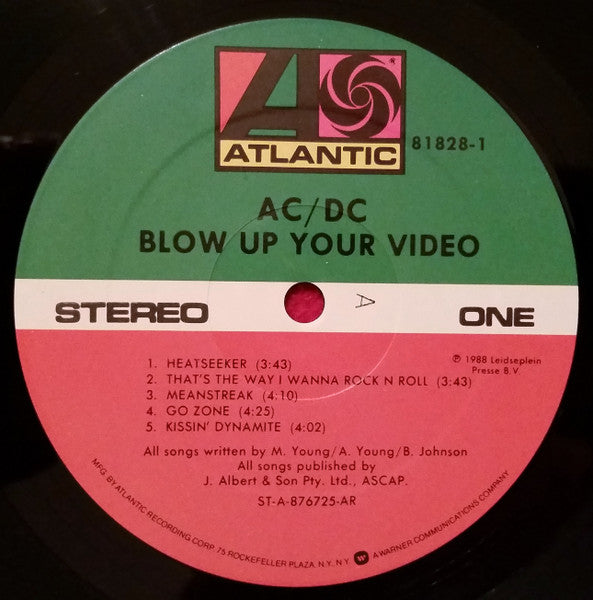 ATLANTIC
81828-1
AC/DC
BLOW UP YOUR VIDEO
STEREO
A
ONE
℗ 1988 Leidseplein
Presse B.V.
1. HEATSEEKER (3:43)
2. THAT'S THE WAY I WANNA ROCK N ROLL (3:43)
3. MEANSTREAK (4:10)
4. GO ZONE (4:25)
5. KISSIN' DYNAMITE (4:02)
All songs written by M. Young/A. Young/B. Johnson
All songs published by
J. Albert & Son Pty. Ltd., ASCAP.
ST-A-876725-AR
MFG. BY ATLANTIC RECORDING CORP. 75 ROCKEFELLER PLAZA, N.Y. N.Y. W A WARNER COMMUNICATIONS COMPANY